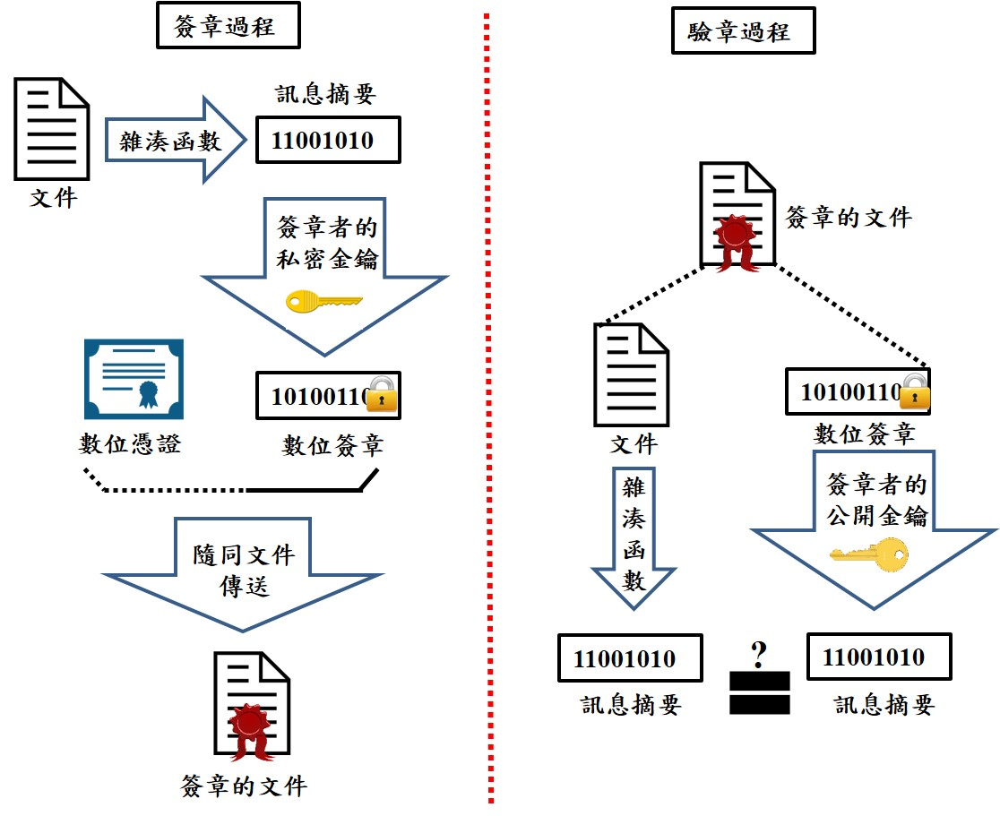 簽章過程
文件
雜湊函數
訊息摘要
11001010
簽章者的
私密金鑰
數位憑證
10100110
數位簽章
隨同文件
傳送
簽章的文件
驗章過程
簽章的文件
文件
10100110
數位簽章
雜湊函數
簽章者的
公開金鑰
11001010
訊息摘要
?
11001010
訊息摘要